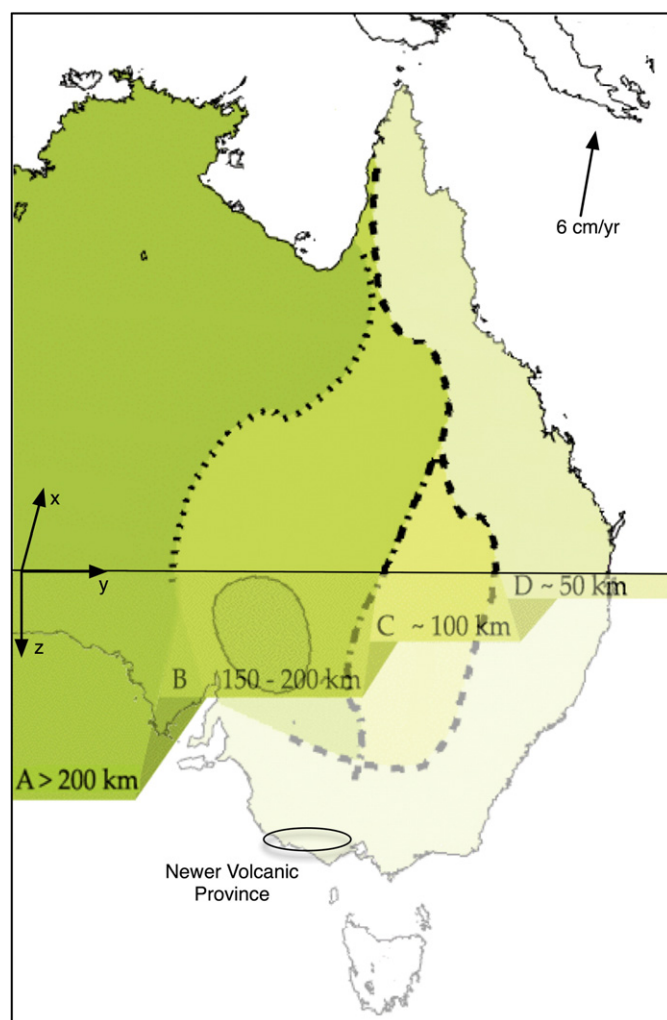 6 cm/yr
x
y
z
D ~ 50 km
C ~ 100 km
B 150 - 200 km
A > 200 km
Newer Volcanic
Province